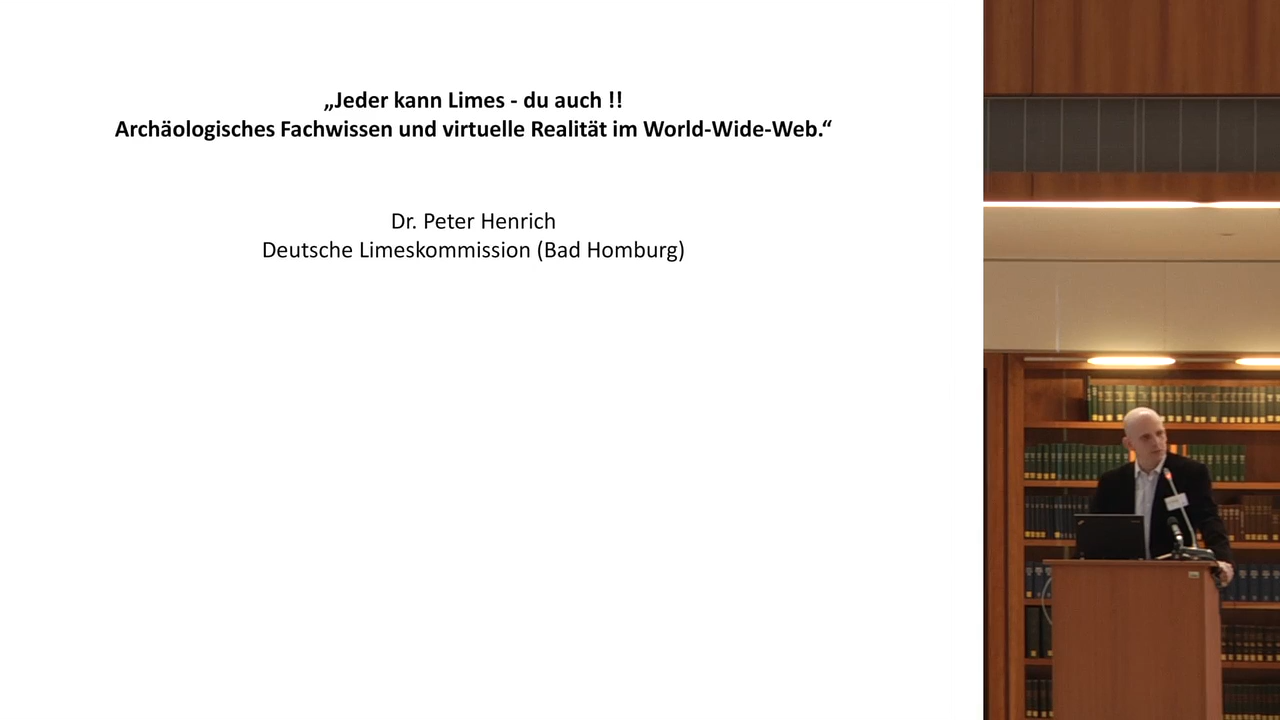 „Jeder kann Limes - du auch !!
Archäologisches Fachwissen und virtuelle Realität im World-Wide-Web.“
Dr. Peter Henrich
Deutsche Limeskommission (Bad Homburg)